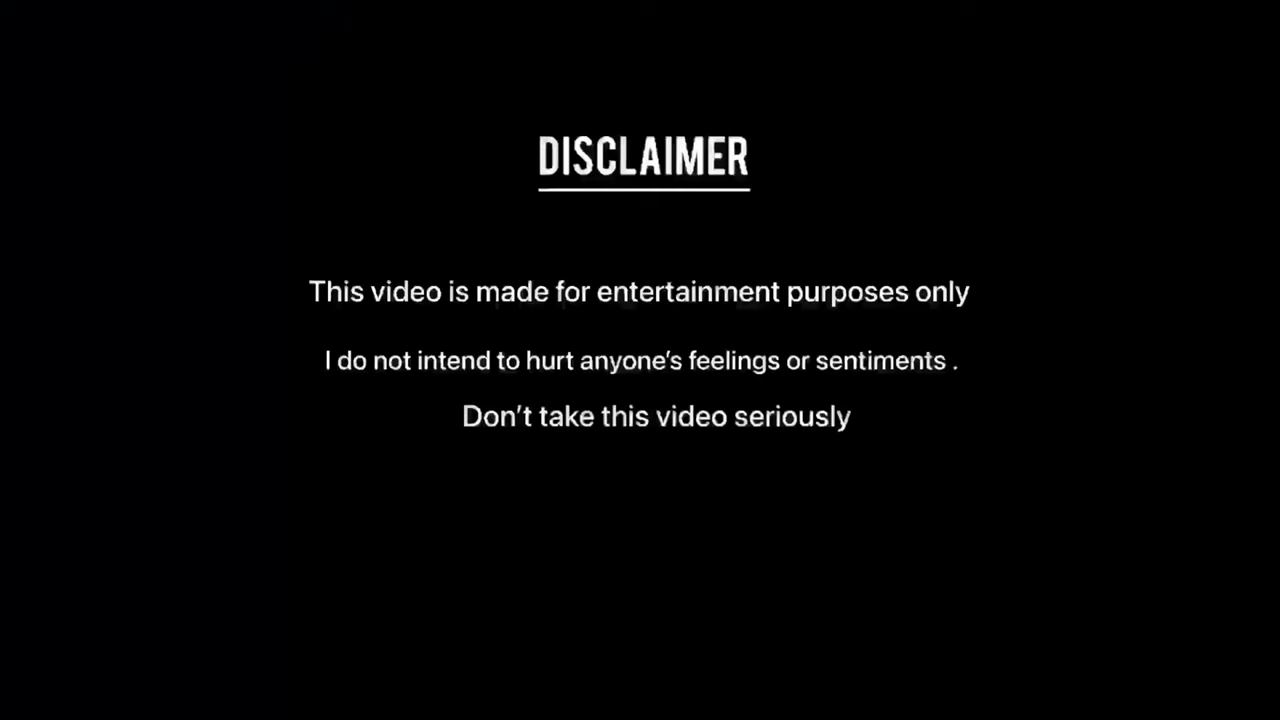 DISCLAIMER
This video is made for entertainment purposes only
I do not intend to hurt anyone's feelings or sentiments .
Don't take this video seriously